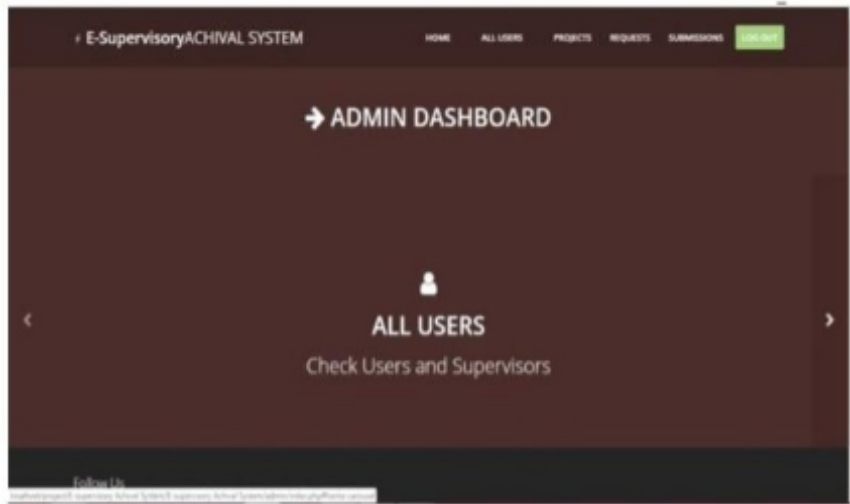 E-SupervisoryACHIVAL SYSTEM
HOME ALL USERS PROJECTS REQUESTS SUBMISSIONS LOG OUT
ADMIN DASHBOARD
ALL USERS
Check Users and Supervisors
Follow Us